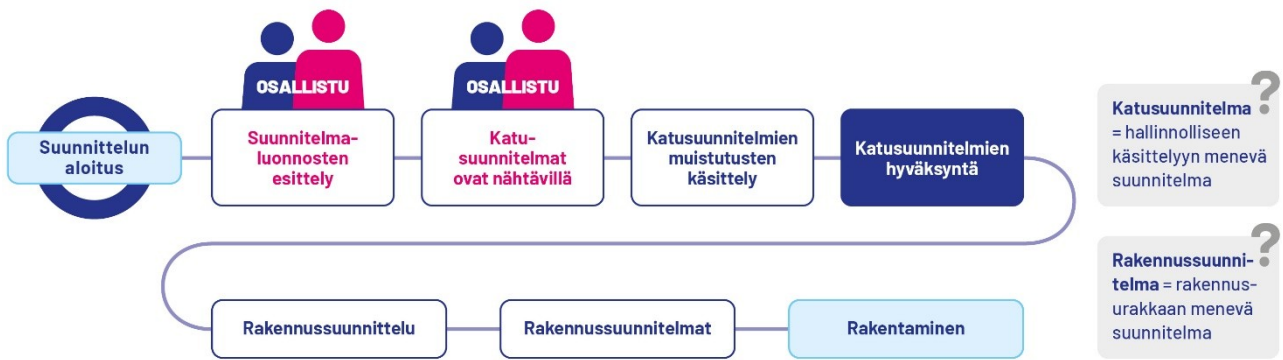 OSALLISTU
OSALLISTU
Suunnittelun
aloitus
Suunnitelma-
luonnosten
esittely
Katu-
suunnitelmat
ovat nähtävillä
Katusuunnitelmien
muistutusten
käsittely
Katusuunnitelmien
hyväksyntä
?
Katusuunnitelma
= hallinnolliseen
käsittelyyn menevä
suunnitelma
Rakennussuunnittelu
Rakennussuunnitelmat
Rakentaminen
?
Rakennussuunni-
telma = rakennus-
urakkaan menevä
suunnitelma